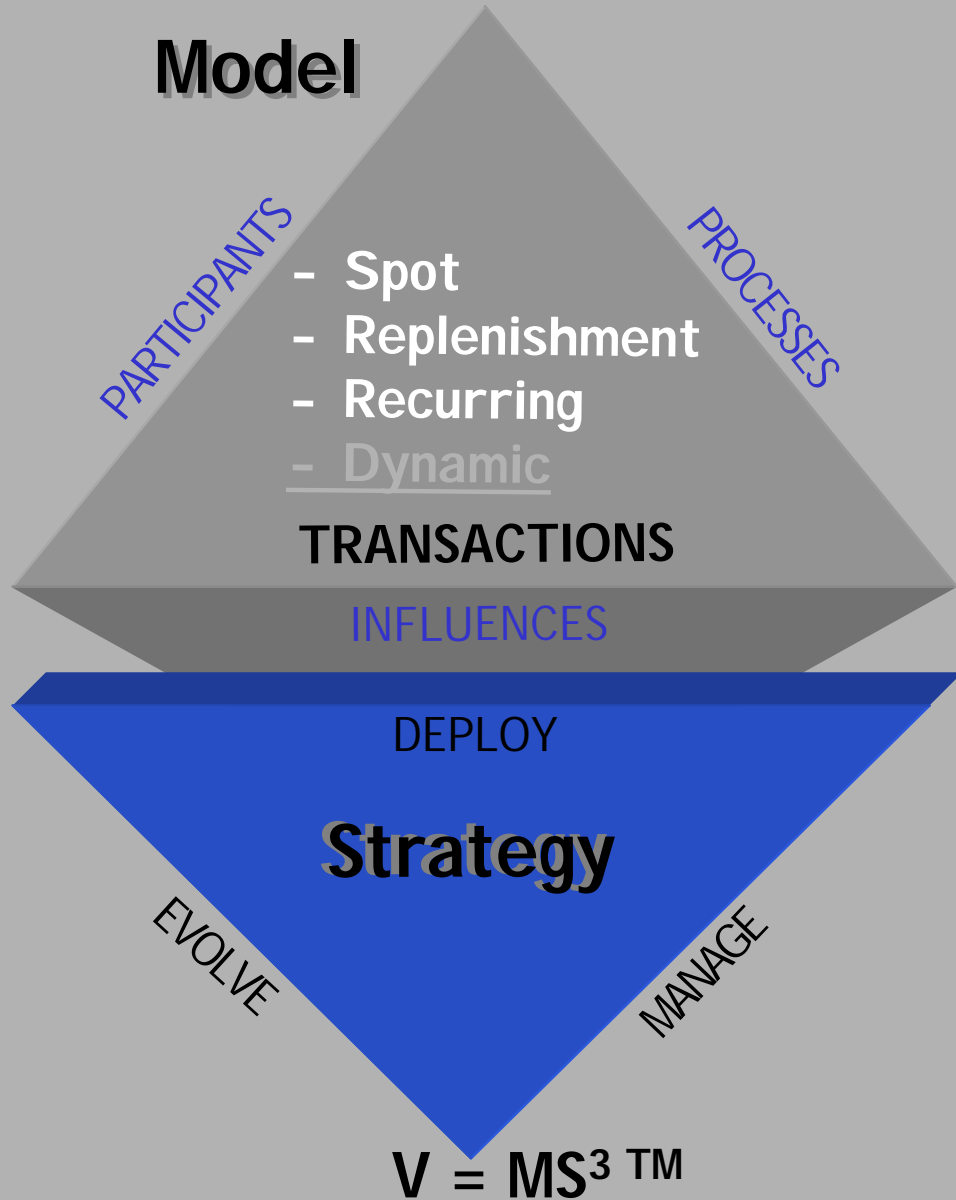 Model
PARTICIPANTS
PROCESSES
- Spot
- Replenishment
- Recurring
- Dynamic
TRANSACTIONS
INFLUENCES
DEPLOY
Strategy
EVOLVE
MANAGE
V = MS³ ™